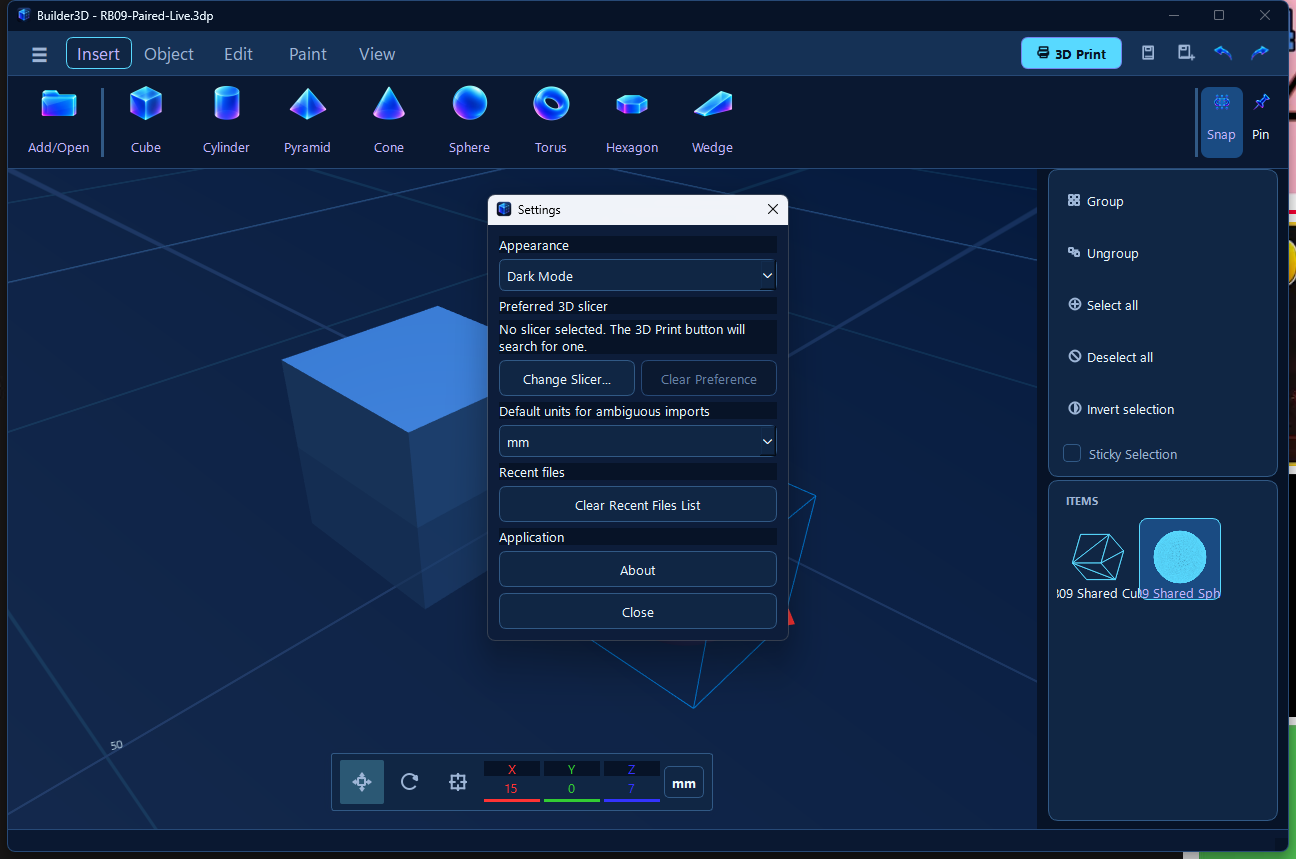 Builder3D - RB09-Paired-Live.3dp
Insert
Object
Edit
Paint
View
3D Print
Add/Open
Cube
Cylinder
Pyramid
Cone
Sphere
Torus
Hexagon
Wedge
Snap
Pin
Settings
Appearance
Dark Mode
Preferred 3D slicer
No slicer selected. The 3D Print button will
search for one.
Change Slicer...
Clear Preference
Default units for ambiguous imports
mm
Recent files
Clear Recent Files List
Application
About
Close
Group
Ungroup
Select all
Deselect all
Invert selection
Sticky Selection
ITEMS
B09 Shared Cu
9 Shared Sph
50
X
Y
Z
15
0
7
mm